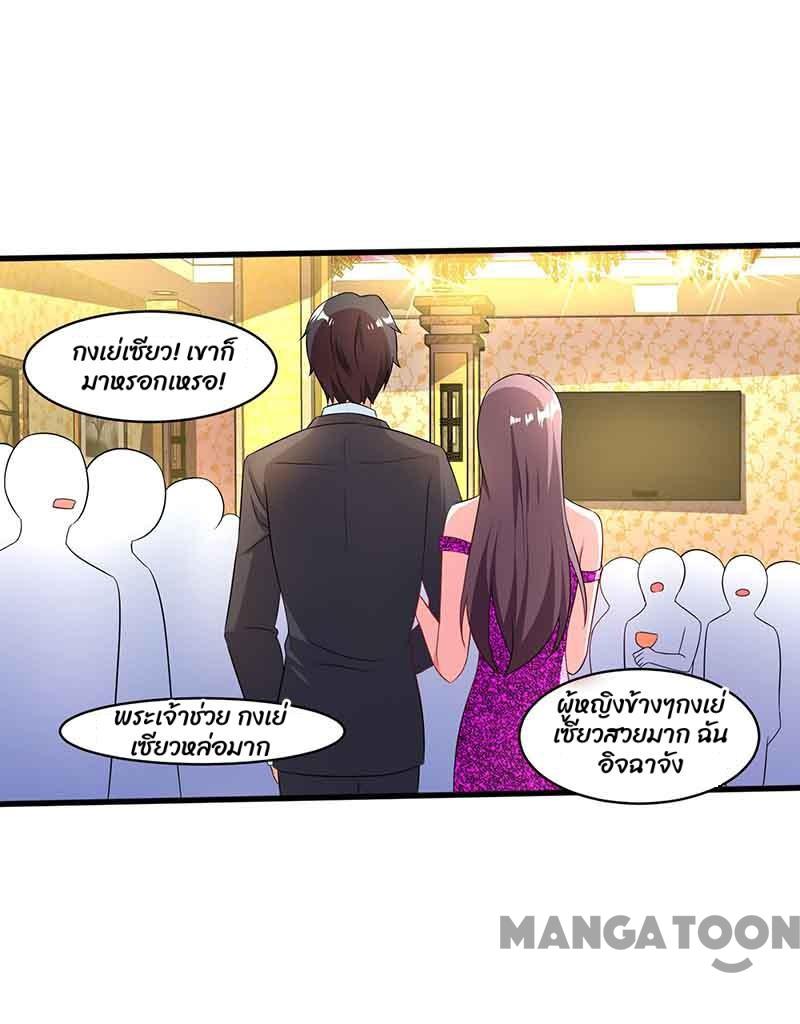 กงเย่เซียว! เขาก็
มาหรอกเหรอ!
พระเจ้าช่วย กงเย่
เซียวหล่อมาก
ผู้หญิงข้างๆกงเย่
เซียวสวยมาก ฉัน
อิจฉาจัง
MANGATOON